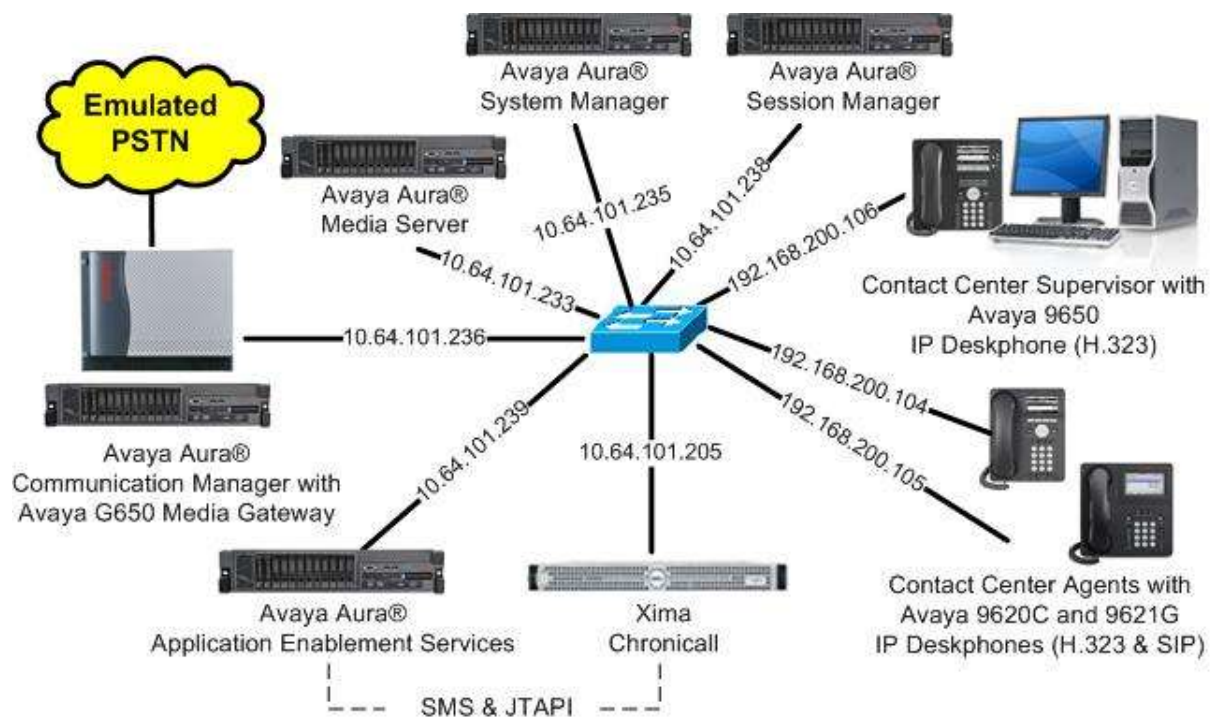 Avaya Aura®
System Manager
Avaya Aura®
Session Manager
Emulated
PSTN
Avaya Aura®
Media Server
10.64.101.235
10.64.101.238
192.168.200.106
10.64.101.233
Contact Center Supervisor with
Avaya 9650
IP Deskphone (H.323)
10.64.101.236
192.168.200.104
192.168.200.105
10.64.101.239
10.64.101.205
Avaya Aura®
Communication Manager with
Avaya G650 Media Gateway
Contact Center Agents with
Avaya 9620C and 9621G
IP Deskphones (H.323 & SIP)
Avaya Aura®
Application Enablement Services
Xima
Chronicall
SMS & JTAPI